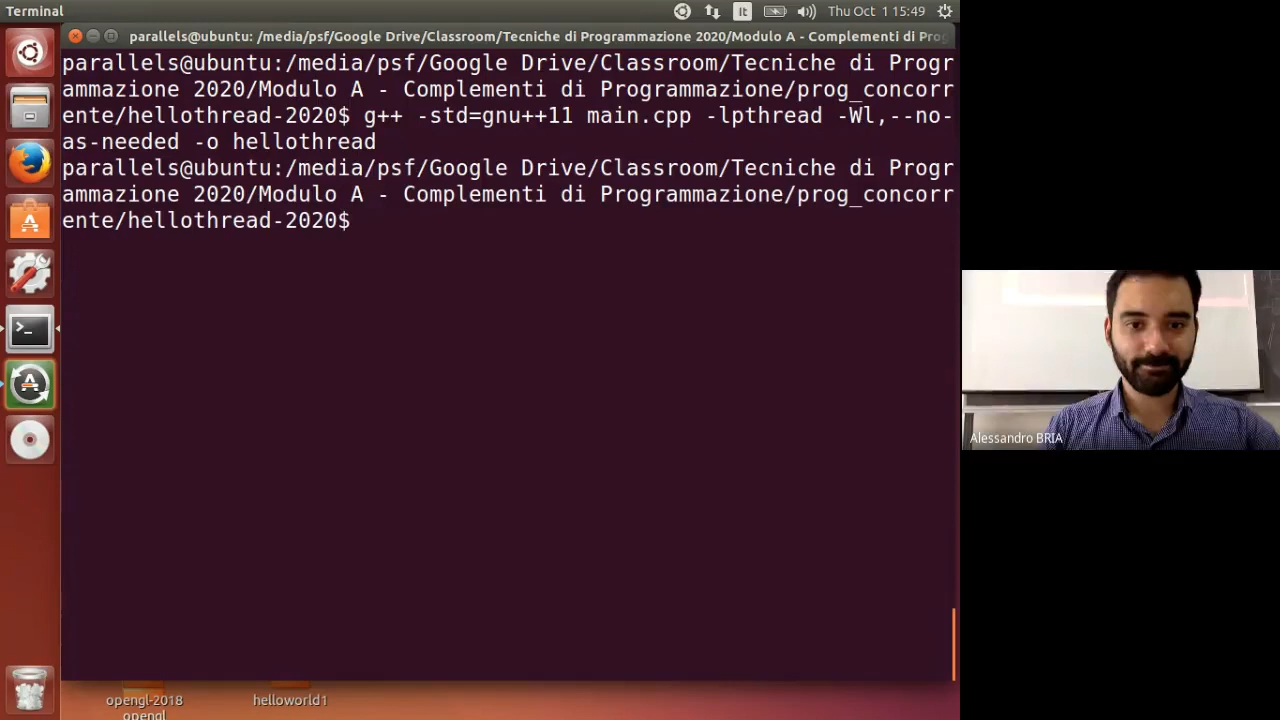 Terminal
It
Thu Oct 1 15:49
parallels@ubuntu: /media/psf/Google Drive/Classroom/Tecniche di Programmazione 2020/Modulo A - Complementi di Prog
parallels@ubuntu:/media/psf/Google Drive/Classroom/Tecniche di Progr
ammazione 2020/Modulo A - Complementi di Programmazione/prog_concorr
ente/hellothread-2020$ g++ -std=gnu++11 main.cpp -lpthread -Wl,--no-
as-needed -o hellothread
parallels@ubuntu:/media/psf/Google Drive/Classroom/Tecniche di Progr
ammazione 2020/Modulo A - Complementi di Programmazione/prog_concorr
ente/hellothread-2020$
Alessandro BRIA
opengl-2018
helloworld1
opengl